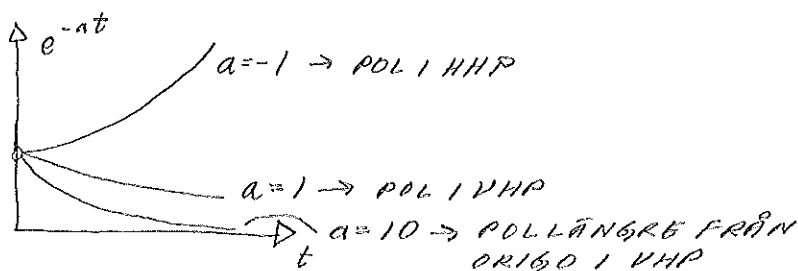 e^{-at}
a=-1 → POL I HHP
a=1 → POL I VHP
t
a=10 → POL LÄNGRE FRÅN
ORIGO I VHP